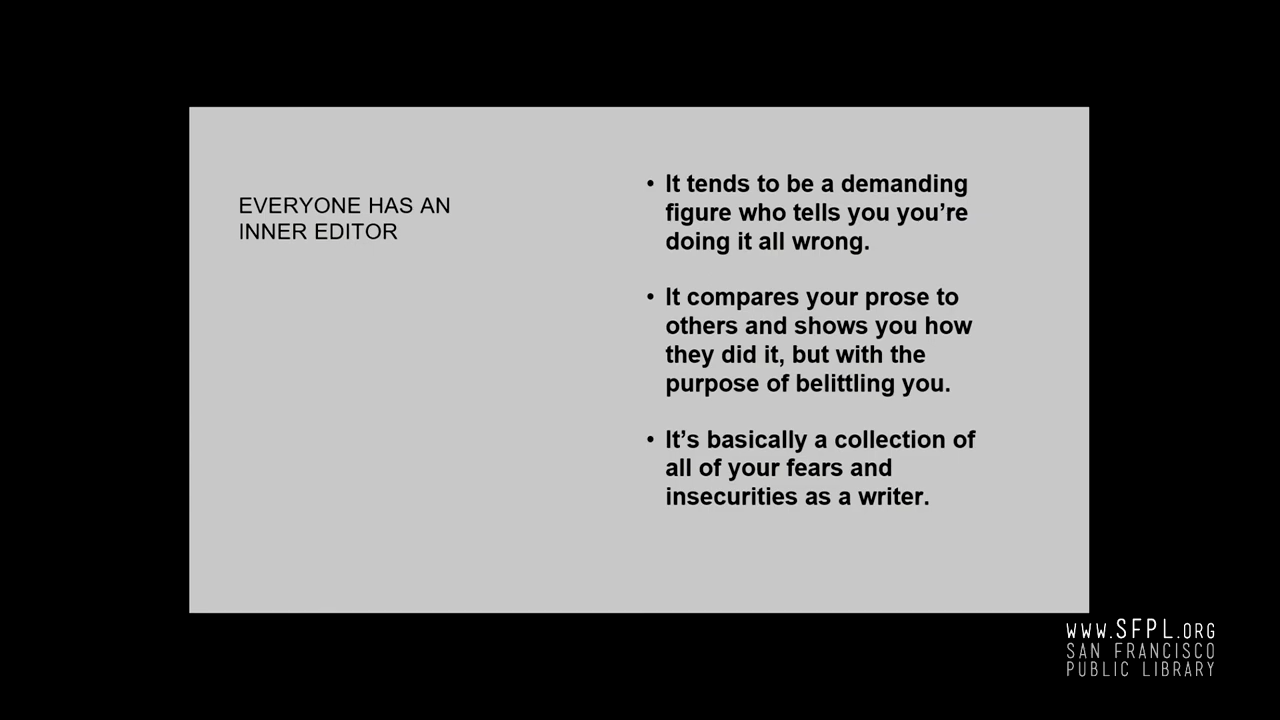 EVERYONE HAS AN
INNER EDITOR
• It tends to be a demanding
figure who tells you you’re
doing it all wrong.
• It compares your prose to
others and shows you how
they did it, but with the
purpose of belittling you.
• It’s basically a collection of
all of your fears and
insecurities as a writer.
WWW.SFPL.ORG
SAN FRANCISCO
PUBLIC LIBRARY